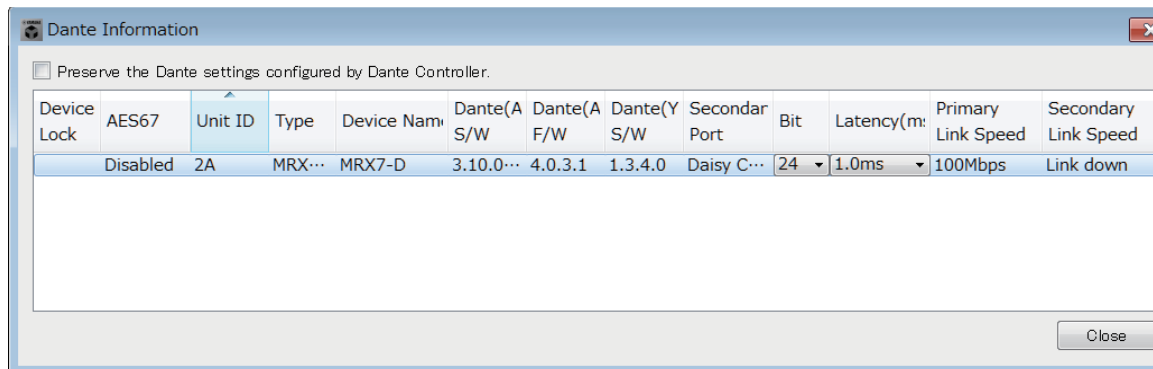 Dante Information
Preserve the Dante settings configured by Dante Controller.
Device Lock AES67 Unit ID Type Device Nam Dante(A S/W Dante(A F/W Dante(Y S/W Secondar Port Bit Latency(m Primary Link Speed Secondary Link Speed
Disabled 2A MRX… MRX7-D 3.10.0… 4.0.3.1 1.3.4.0 Daisy C… 24 1.0ms 100Mbps Link down
Close